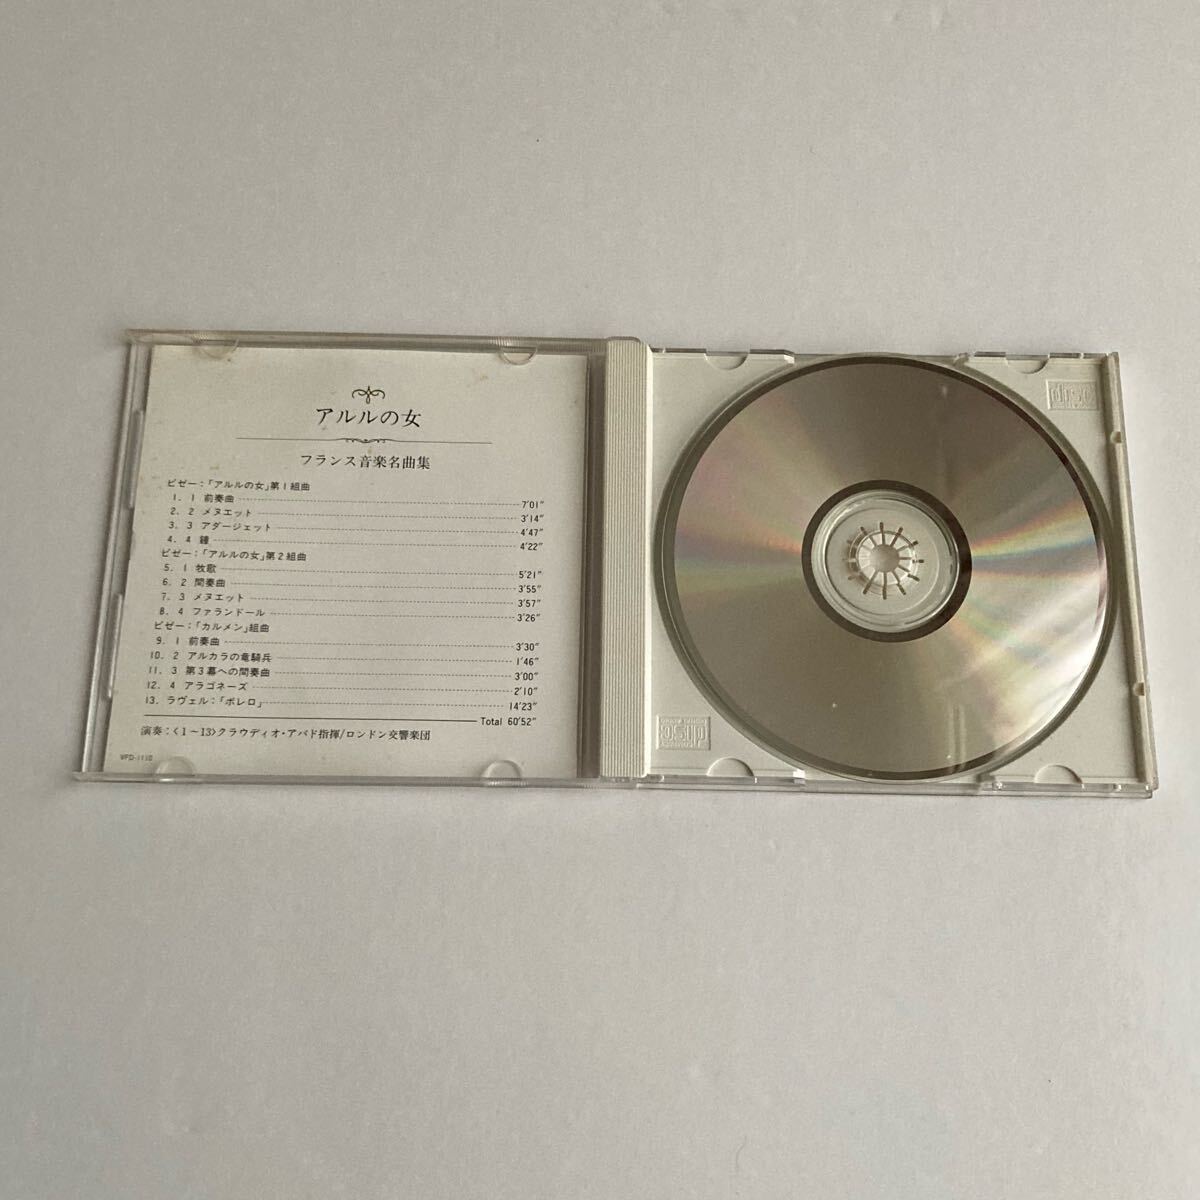 アルルの女
フランス音楽名曲集
ビゼー:「アルルの女」第1組曲
1. 1 前奏曲 7′01″
2. 2 メヌエット 3′14″
3. 3 アダージェット 4′47″
4. 4 鐘 4′22″
ビゼー:「アルルの女」第2組曲
5. 1 牧歌 5′21″
6. 2 間奏曲 3′55″
7. 3 メヌエット 3′57″
8. 4 ファランドール 3′26″
ビゼー:「カルメン」組曲
9. 1 前奏曲 3′30″
10. 2 アルカラの竜騎兵 1′46″
11. 3 第3幕への間奏曲 3′00″
12. 4 アラゴネーズ 2′10″
13. ラヴェル:「ボレロ」 14′23″
Total 60′52″
演奏:〈1〜13〉クラウディオ・アバド指揮/ロンドン交響楽団
VFD-1110
disc
disc